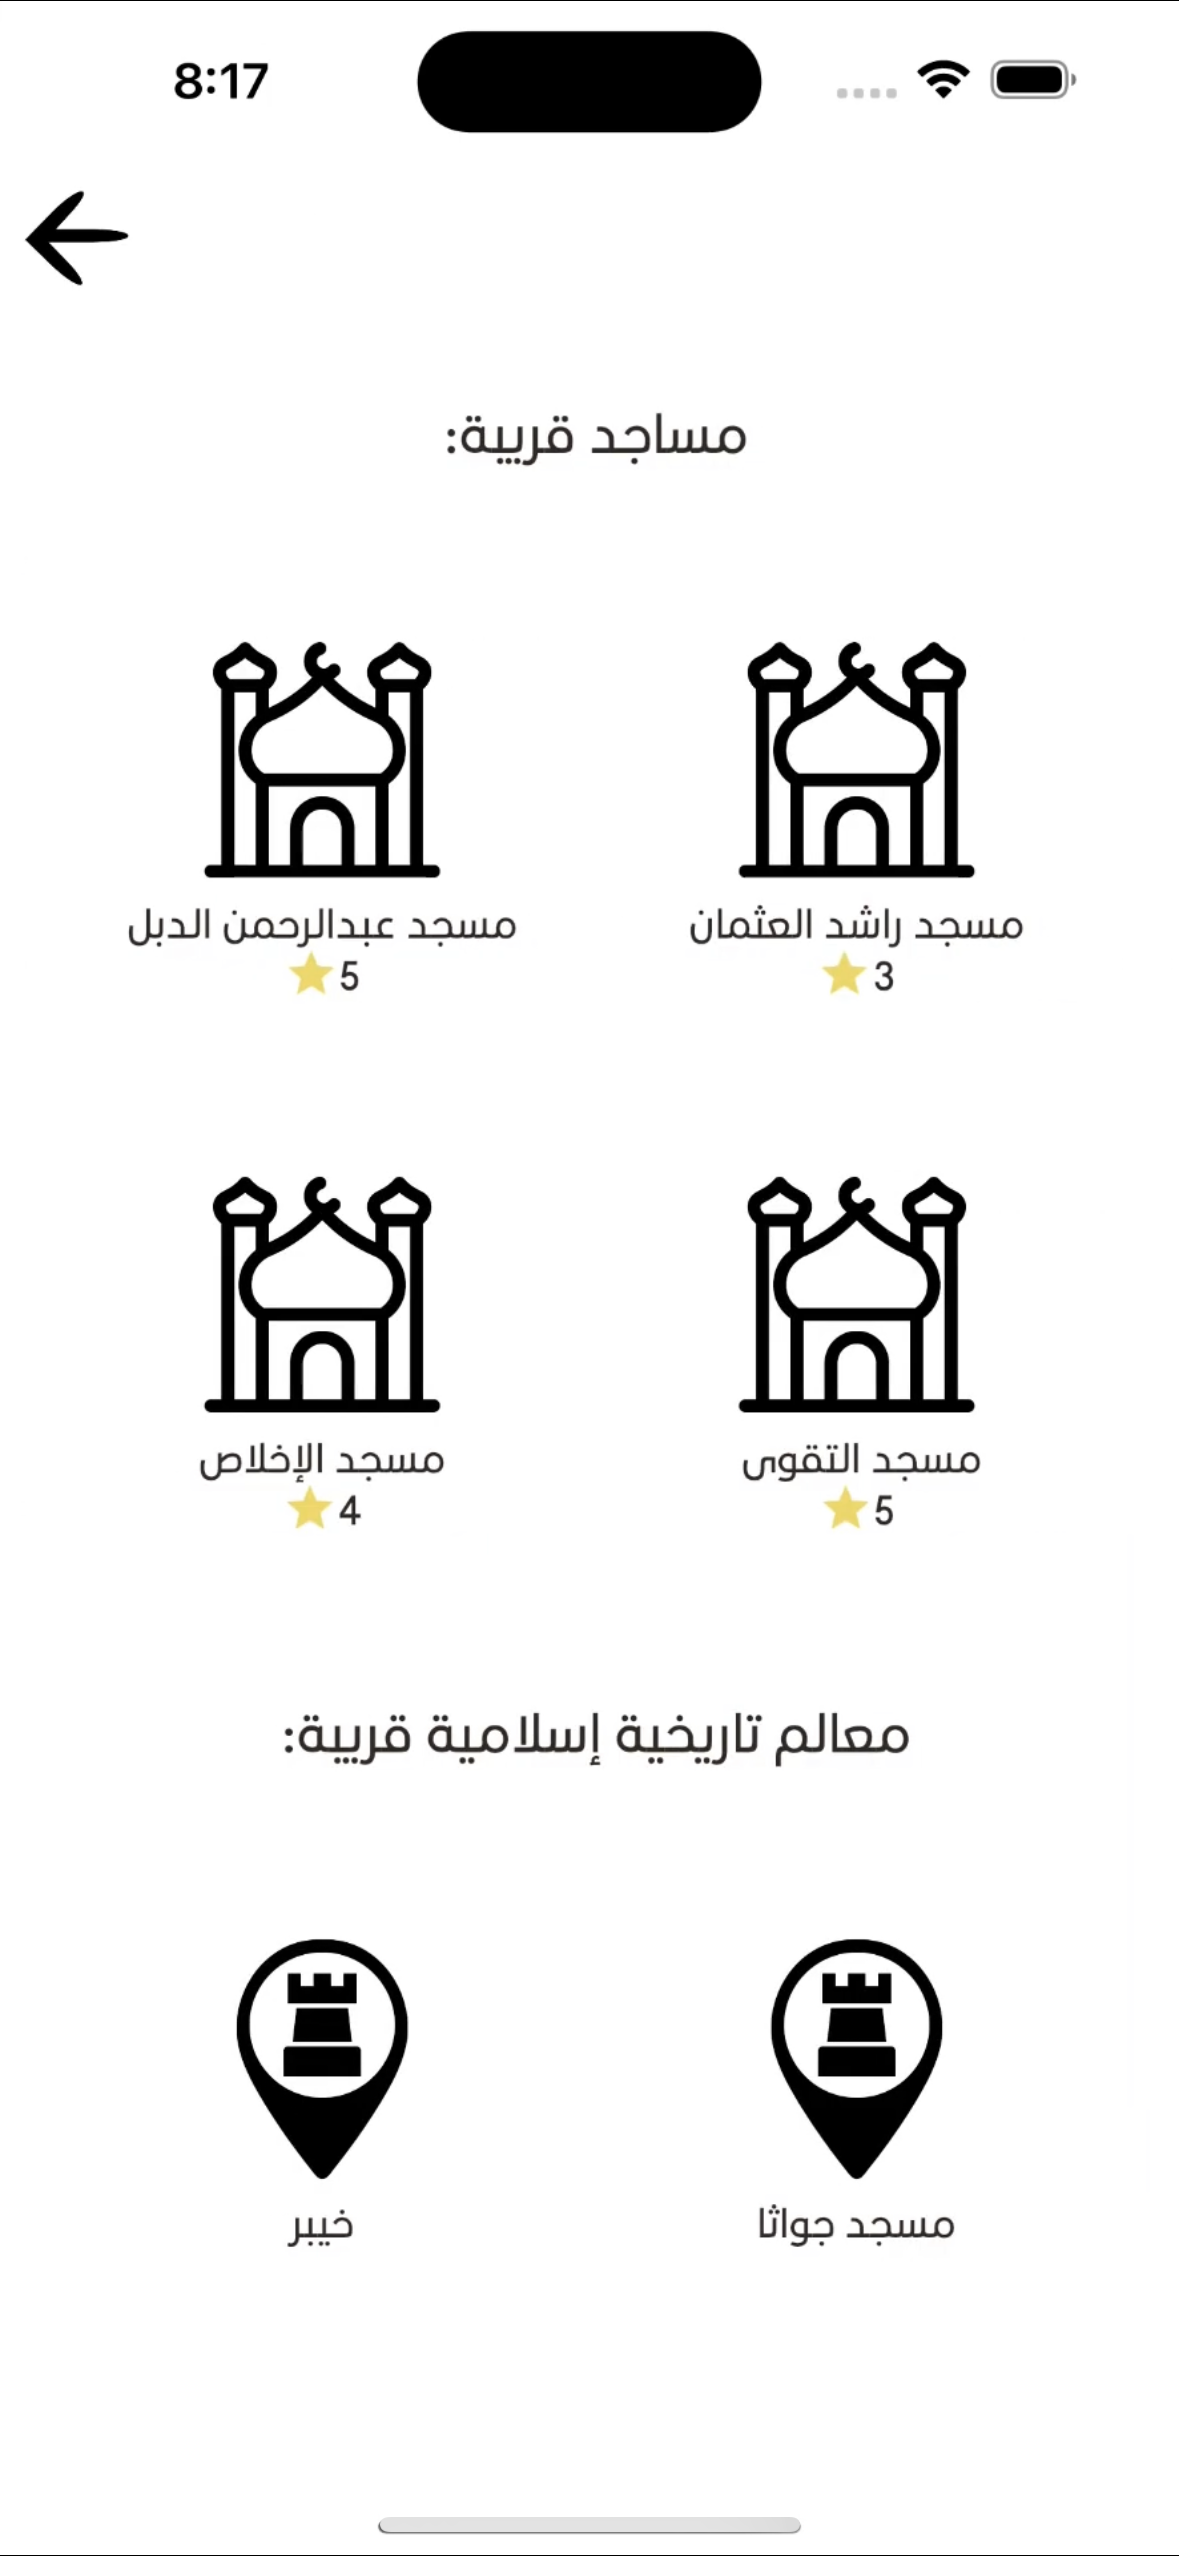 8:17
مساجد قريبة:
مسجد راشد العثمان
3
مسجد عبدالرحمن الدبل
5
مسجد التقوى
5
مسجد الإخلاص
4
معالم تاريخية إسلامية قريبة:
مسجد جواثا
خيبر